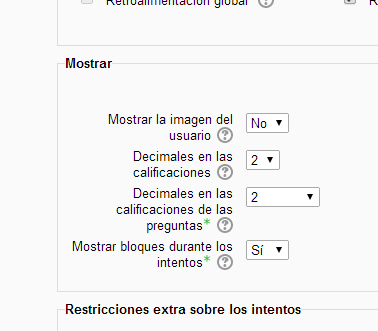 Retroalimentación global
Mostrar
Mostrar la imagen del
usuario
No
Decimales en las
calificaciones
2
Decimales en las
calificaciones de las
preguntas*
2
Mostrar bloques durante los
intentos*
Sí
Restricciones extra sobre los intentos